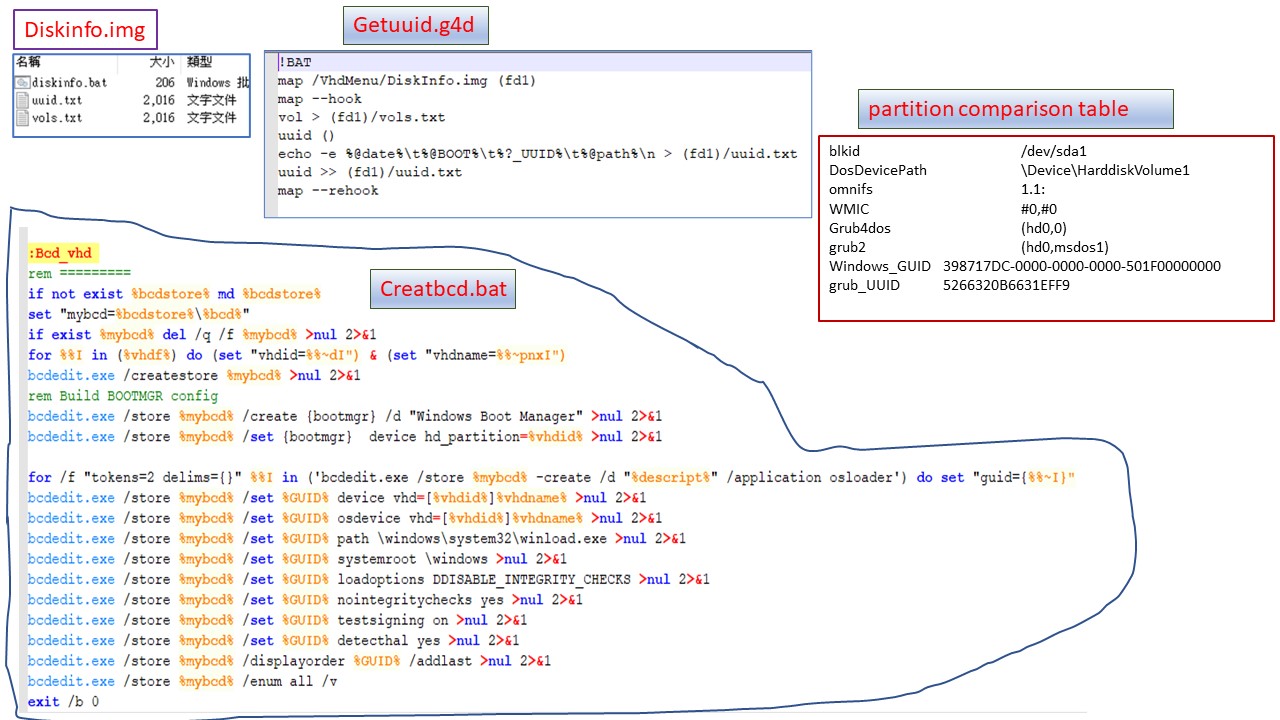 Diskinfo.img
名稱 大小 類型
diskinfo.bat 206 Windows 批
uuid.txt 2,016 文字文件
vols.txt 2,016 文字文件
Getuuid.g4d
!BAT
map /VhdMenu/DiskInfo.img (fd1)
map --hook
vol > (fd1)/vols.txt
uuid ()
echo -e %@date%\t%@BOOT%\t%?_UUID%\t%@path%\n > (fd1)/uuid.txt
uuid >> (fd1)/uuid.txt
map --rehook
partition comparison table
blkid /dev/sda1
DosDevicePath \Device\HarddiskVolume1
omnifs 1.1:
WMIC #0,#0
Grub4dos (hd0,0)
grub2 (hd0,msdos1)
Windows_GUID 398717DC-0000-0000-0000-501F00000000
grub_UUID 5266320B6631EFF9
Creatbcd.bat
:Bcd_vhd
rem =========
if not exist %bcdstore% md %bcdstore%
set "mybcd=%bcdstore%\%bcd%"
if exist %mybcd% del /q /f %mybcd% >nul 2>&1
for %%I in (%vhdf%) do (set "vhdid=%%~dI") & (set "vhdname=%%~pnxI")
bcdedit.exe /createstore %mybcd% >nul 2>&1
rem Build BOOTMGR config
bcdedit.exe /store %mybcd% /create {bootmgr} /d "Windows Boot Manager" >nul 2>&1
bcdedit.exe /store %mybcd% /set {bootmgr}  device hd_partition=%vhdid% >nul 2>&1
for /f "tokens=2 delims={}" %%I in ('bcdedit.exe /store %mybcd% -create /d "%descript%" /application osloader') do set "guid={%%~I}"
bcdedit.exe /store %mybcd% /set %GUID% device vhd=[%vhdid%]%vhdname% >nul 2>&1
bcdedit.exe /store %mybcd% /set %GUID% osdevice vhd=[%vhdid%]%vhdname% >nul 2>&1
bcdedit.exe /store %mybcd% /set %GUID% path \windows\system32\winload.exe >nul 2>&1
bcdedit.exe /store %mybcd% /set %GUID% systemroot \windows >nul 2>&1
bcdedit.exe /store %mybcd% /set %GUID% loadoptions DDISABLE_INTEGRITY_CHECKS >nul 2>&1
bcdedit.exe /store %mybcd% /set %GUID% nointegritychecks yes >nul 2>&1
bcdedit.exe /store %mybcd% /set %GUID% testsigning on >nul 2>&1
bcdedit.exe /store %mybcd% /set %GUID% detecthal yes >nul 2>&1
bcdedit.exe /store %mybcd% /displayorder %GUID% /addlast >nul 2>&1
bcdedit.exe /store %mybcd% /enum all /v
exit /b 0